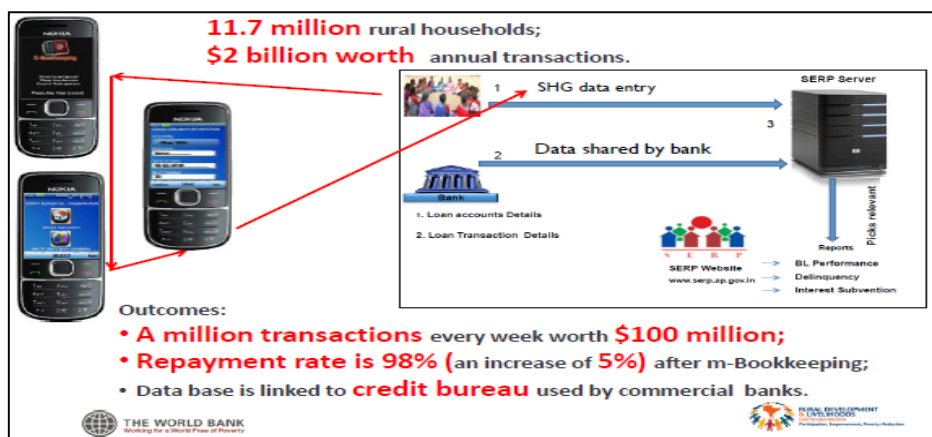 11.7 million rural households;
$2 billion worth annual transactions.
NOKIA
NOKIA
NOKIA
1
SHG data entry
SERP Server
3
2
Data shared by bank
Bank
1. Loan accounts Details
2. Loan Transaction Details
Picks relevant
S E R P
SERP Website
www.serp.ap.gov.in
Reports
BL Performance
Delinquency
Interest Subvention
Outcomes:
• A million transactions every week worth $100 million;
• Repayment rate is 98% (an increase of 5%) after m-Bookkeeping;
• Data base is linked to credit bureau used by commercial banks.
THE WORLD BANK
Working for a World Free of Poverty
RURAL DEVELOPMENT
& LIVELIHOODS